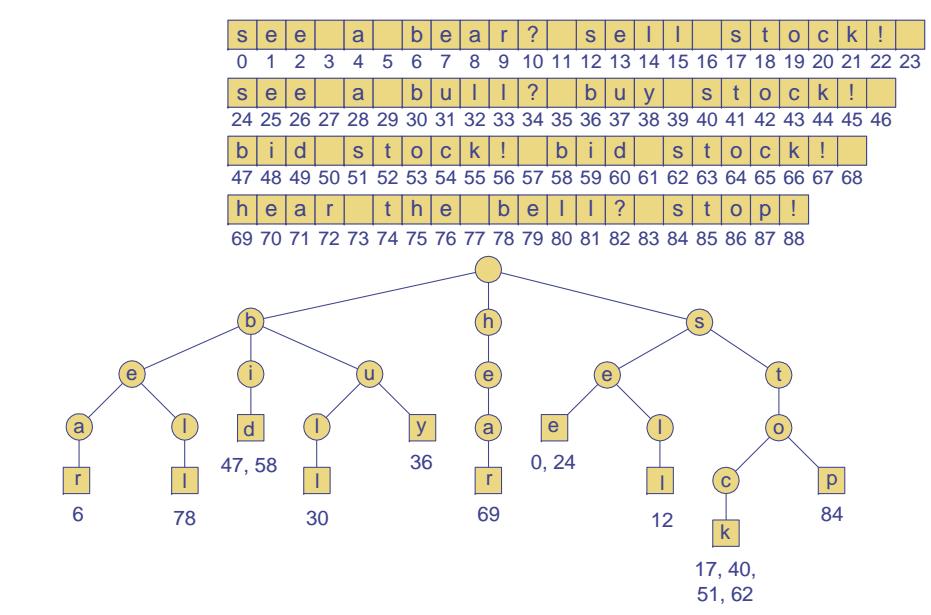 s e e a b e a r ? s e l l s t o c k !
0 1 2 3 4 5 6 7 8 9 10 11 12 13 14 15 16 17 18 19 20 21 22 23
s e e a b u l l ? b u y s t o c k !
24 25 26 27 28 29 30 31 32 33 34 35 36 37 38 39 40 41 42 43 44 45 46
b i d s t o c k ! b i d s t o c k !
47 48 49 50 51 52 53 54 55 56 57 58 59 60 61 62 63 64 65 66 67 68
h e a r t h e b e l l ? s t o p !
69 70 71 72 73 74 75 76 77 78 79 80 81 82 83 84 85 86 87 88
b h s
e i u e e t
a l d l y a e l o
47, 58 36 0, 24
r l l r l c p
6 78 30 69 12 84
k
17, 40,
51, 62